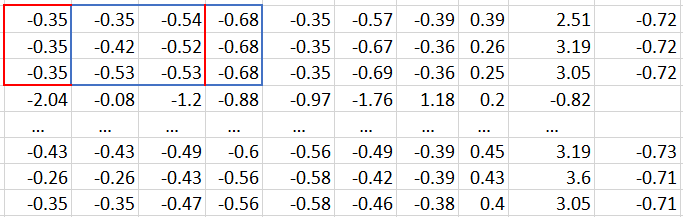 -0.35 -0.35 -0.54 -0.68 -0.35 -0.57 -0.39 0.39 2.51 -0.72
-0.35 -0.42 -0.52 -0.68 -0.35 -0.67 -0.36 0.26 3.19 -0.72
-0.35 -0.53 -0.53 -0.68 -0.35 -0.69 -0.36 0.25 3.05 -0.72
-2.04 -0.08 -1.2 -0.88 -0.97 -1.76 1.18 0.2 -0.82
... ... ... ... ... ... ... ... ...
-0.43 -0.43 -0.49 -0.6 -0.56 -0.49 -0.39 0.45 3.19 -0.73
-0.26 -0.26 -0.43 -0.56 -0.58 -0.42 -0.39 0.43 3.6 -0.71
-0.35 -0.35 -0.47 -0.56 -0.58 -0.46 -0.38 0.4 3.05 -0.71